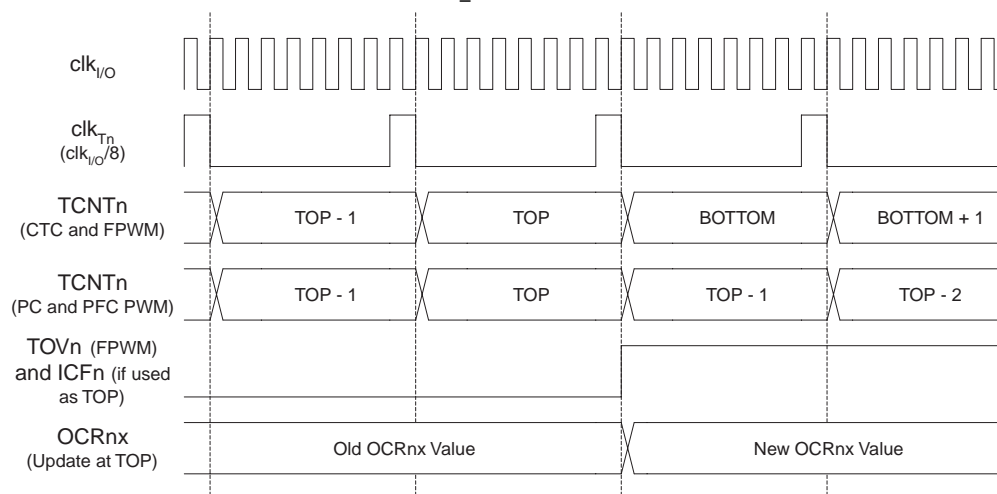 clkI/O
clkTn
(clkI/O/8)
TCNTn
(CTC and FPWM)
TOP - 1
TOP
BOTTOM
BOTTOM + 1
TCNTn
(PC and PFC PWM)
TOP - 1
TOP
TOP - 1
TOP - 2
TOVn (FPWM)
and ICFn (if used
as TOP)
OCRnx
(Update at TOP)
Old OCRnx Value
New OCRnx Value